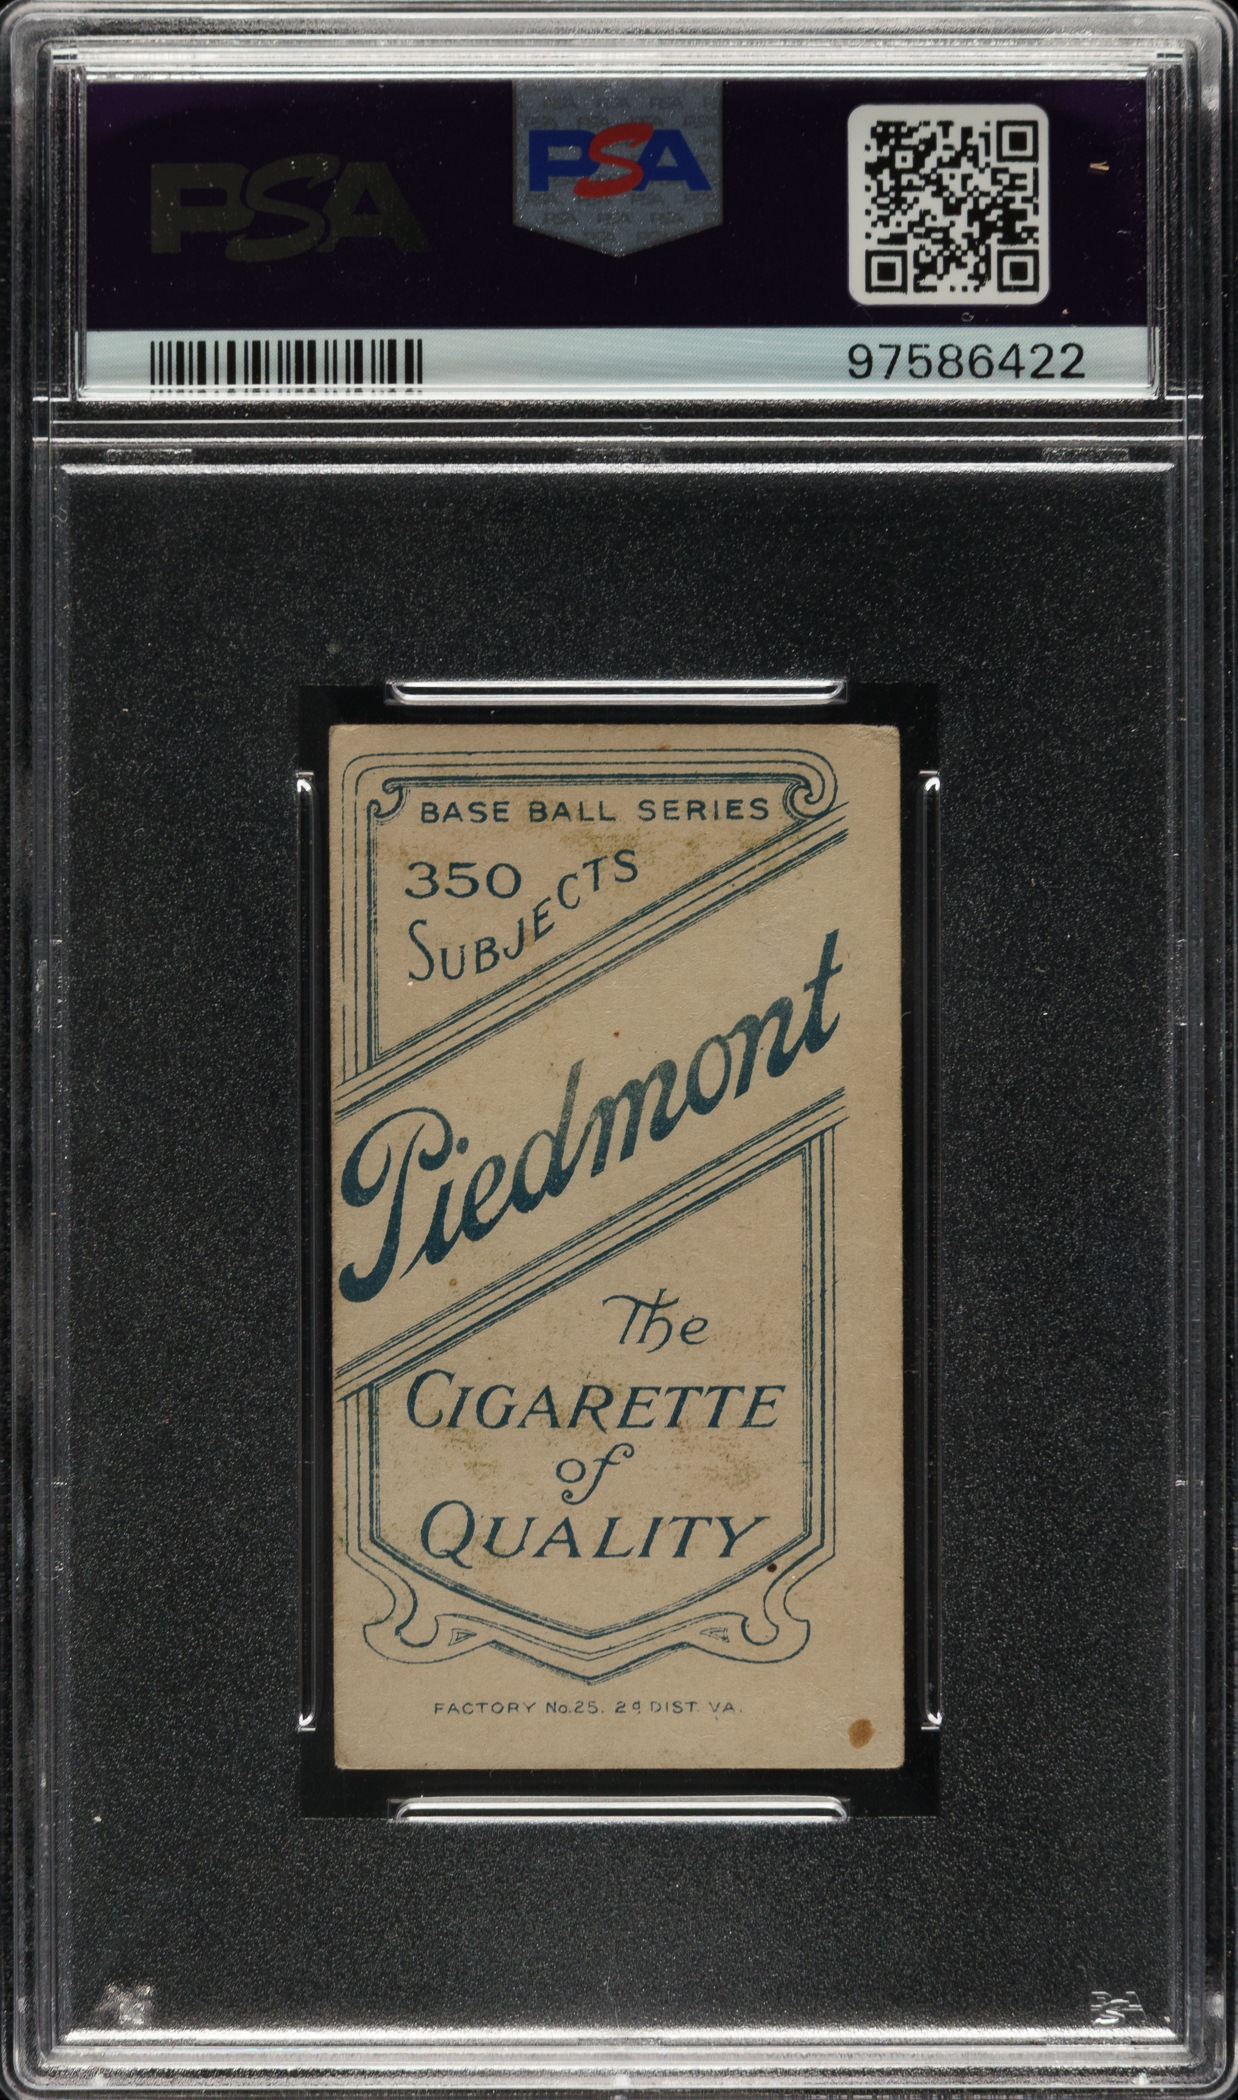 PSA
PSA
97586422
BASE BALL SERIES
350
SUBJECTS
Piedmont
The
CIGARETTE
of
QUALITY
FACTORY No.25. 2d DIST. VA.
PSA